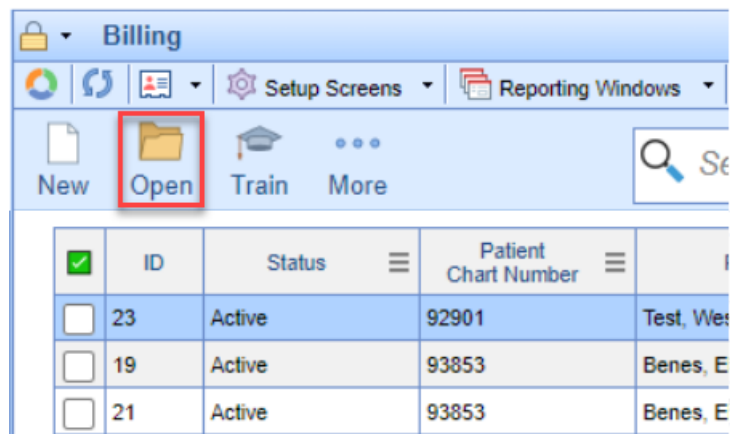 Billing
Setup Screens Reporting Windows
New Open Train More
ID Status Patient Chart Number
23 Active 92901 Test,
19 Active 93853 Benes,
21 Active 93853 Benes,